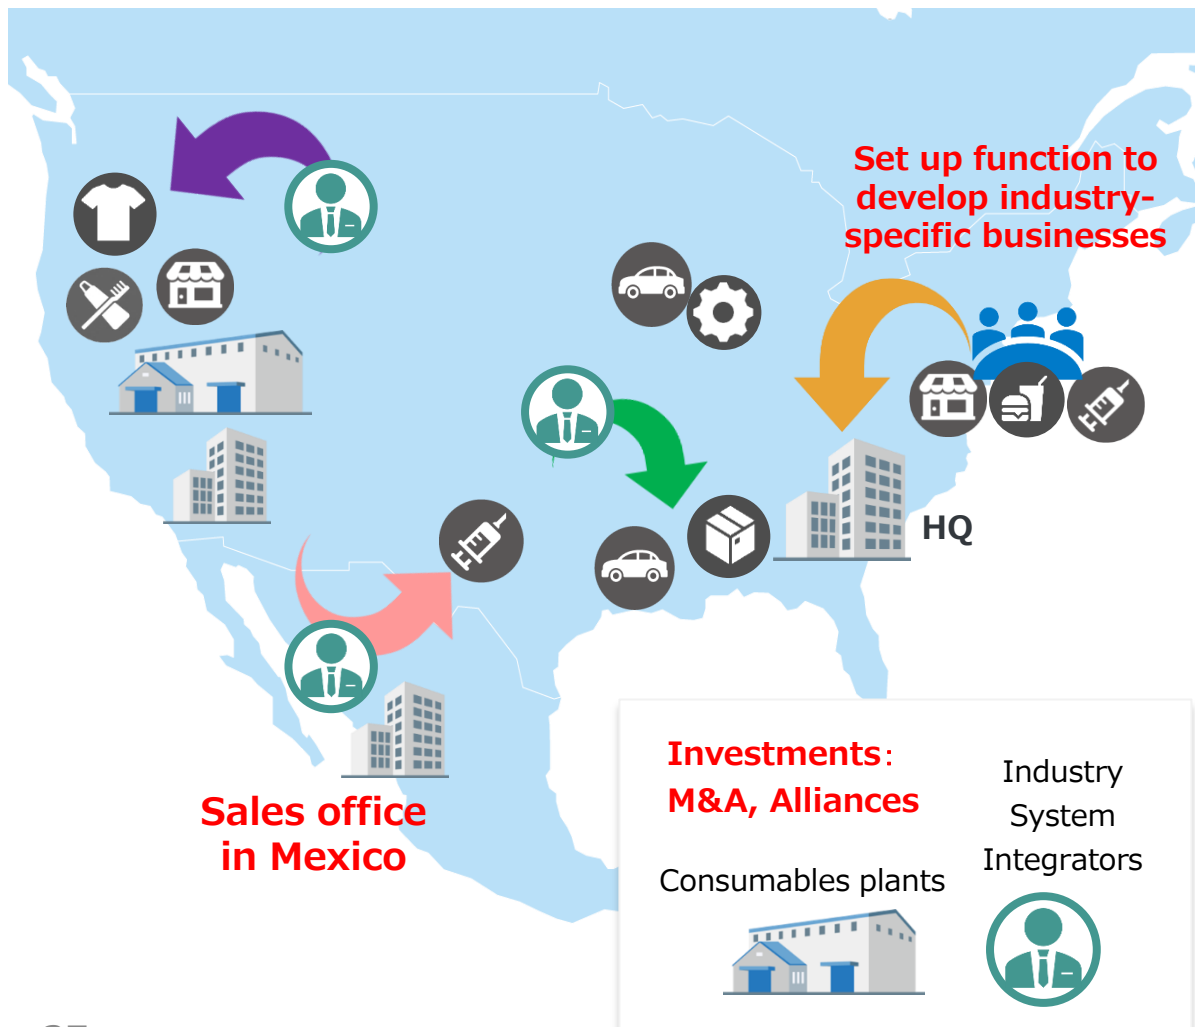 Set up function to
develop industry-
specific businesses
HQ
Sales office
in Mexico
Investments：
M&A, Alliances
Industry
System
Integrators
Consumables plants